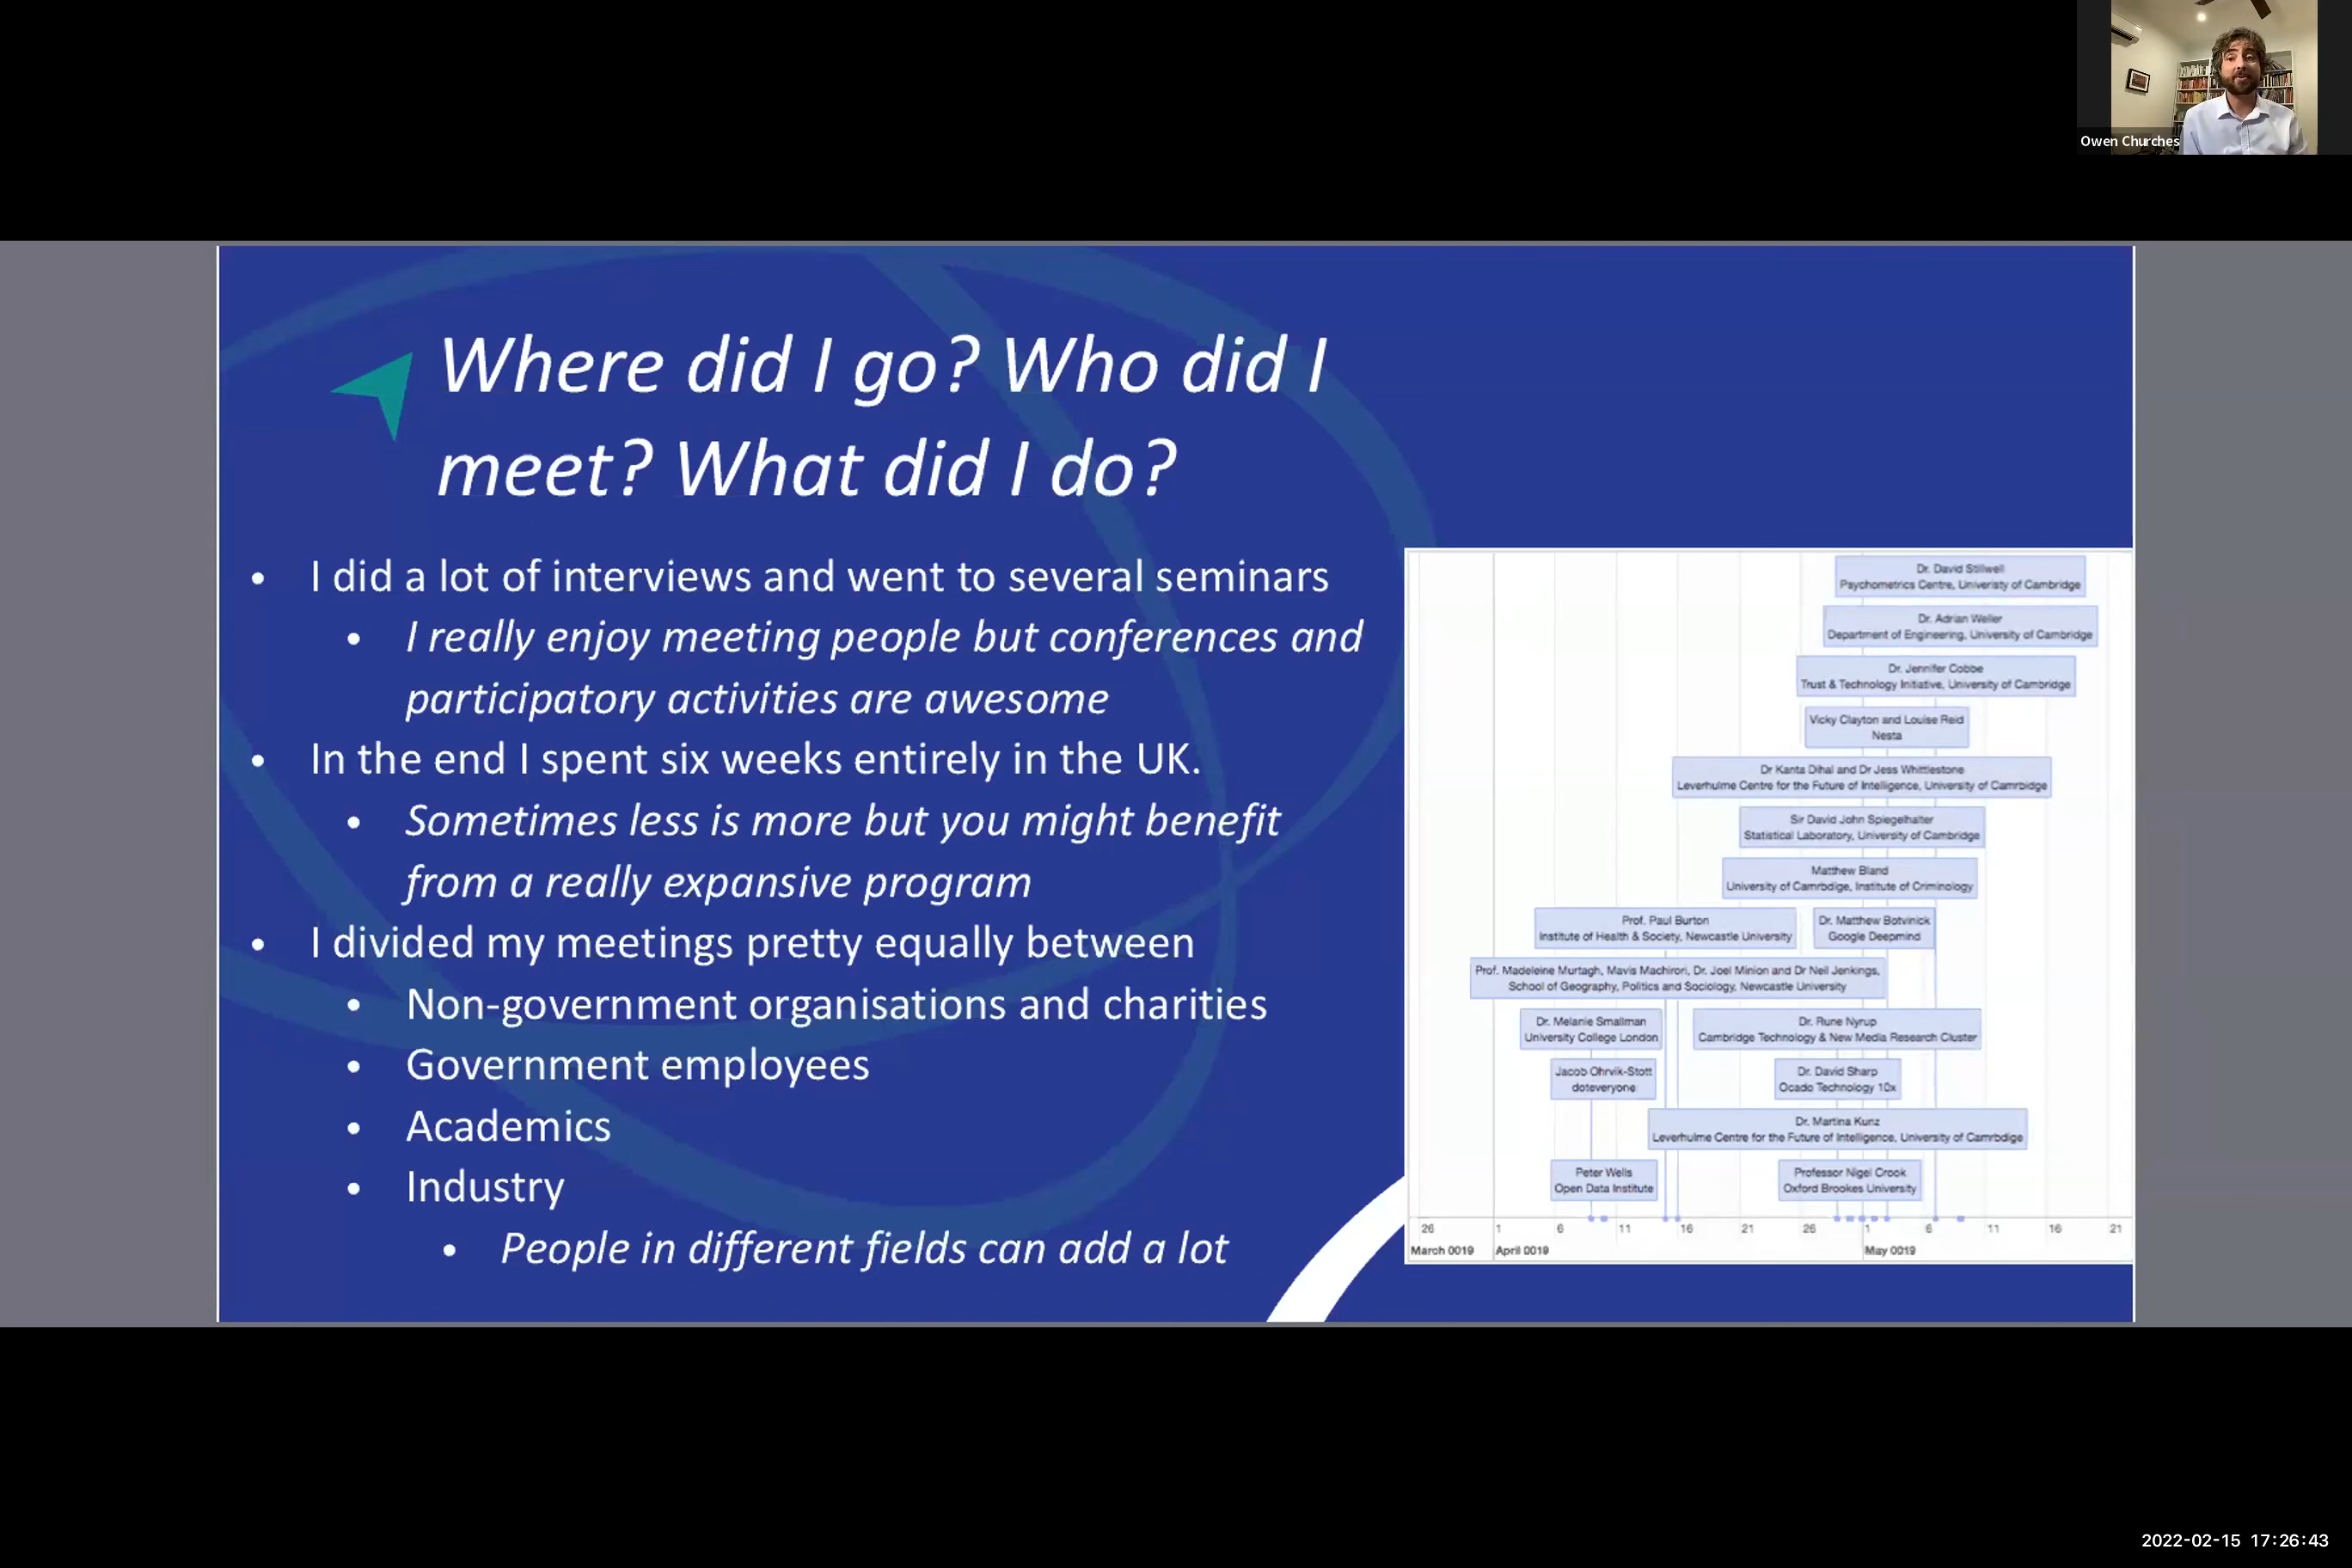 Owen Churches
Where did I go? Who did I
meet? What did I do?
• I did a lot of interviews and went to several seminars
• I really enjoy meeting people but conferences and
participatory activities are awesome
• In the end I spent six weeks entirely in the UK.
• Sometimes less is more but you might benefit
from a really expansive program
• I divided my meetings pretty equally between
• Non-government organisations and charities
• Government employees
• Academics
• Industry
• People in different fields can add a lot
Dr. David Stillwell
Psychometrics Centre, Univeristy of Cambridge
Dr. Adrian Weller
Department of Engineering, University of Cambridge
Dr. Jennifer Cobbe
Trust & Technology Initiative, University of Cambridge
Vicky Clayton and Louise Reid
Nesta
Dr Kanta Dihal and Dr Jess Whittlestone
Leverhulme Centre for the Future of Intelligence, University of Camrbidge
Sir David John Spiegelhalter
Statistical Laboratory, University of Cambridge
Matthew Bland
University of Camrbdige, Institute of Criminology
Prof. Paul Burton
Institute of Health & Society, Newcastle University
Dr. Matthew Botvinick
Google Deepmind
Prof. Madeleine Murtagh, Mavis Machirori, Dr. Joel Minion and Dr Neil Jenkings,
School of Geography, Politics and Sociology, Newcastle University
Dr. Melanie Smallman
University College London
Dr. Rune Nyrup
Cambridge Technology & New Media Research Cluster
Jacob Ohrvik-Stott
doteveryone
Dr. David Sharp
Ocado Technology 10x
Dr. Martina Kunz
Leverhulme Centre for the Future of Intelligence, University of Camrbdige
Peter Wells
Open Data Institute
Professor Nigel Crook
Oxford Brookes University
26 1 6 11 16 21 26 1 6 11 16 21
March 0019 April 0019 May 0019
2022-02-15 17:26:43